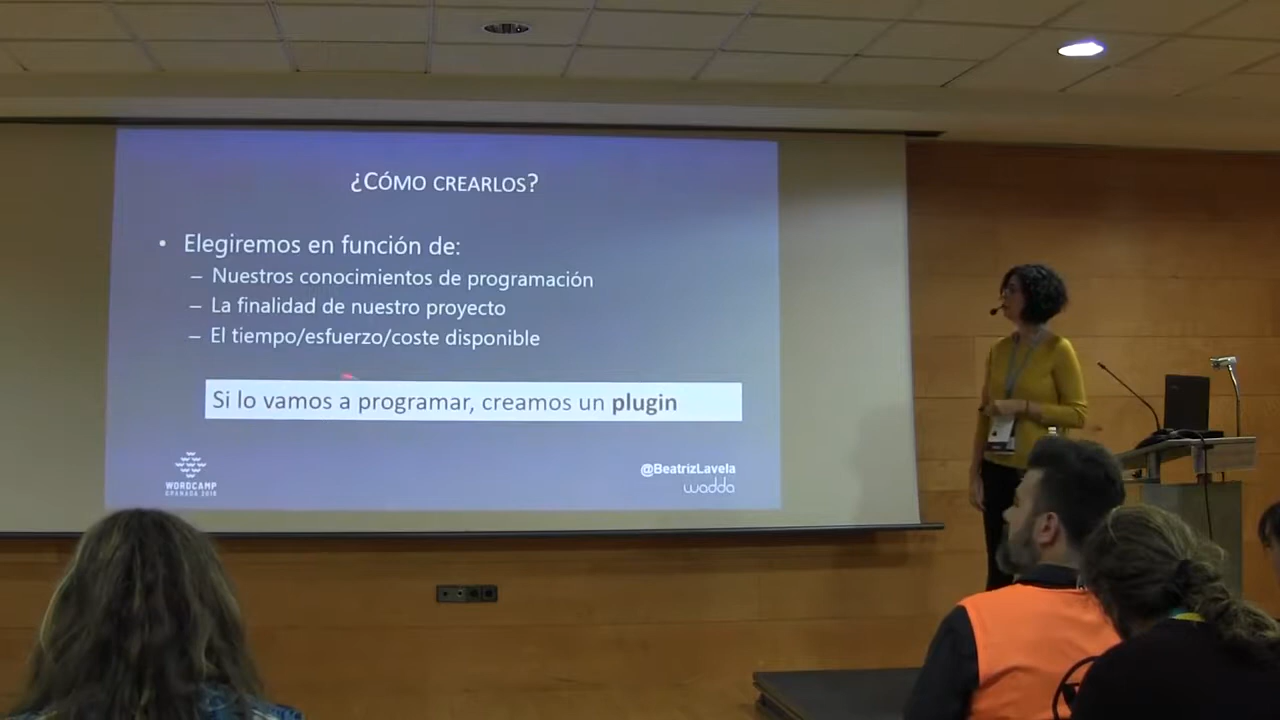 ¿CÓMO CREARLOS?
• Elegiremos en función de:
– Nuestros conocimientos de programación
– La finalidad de nuestro proyecto
– El tiempo/esfuerzo/coste disponible
Si lo vamos a programar, creamos un plugin
@BeatrizLavela
wadda
WORDCAMP
GRANADA 2018